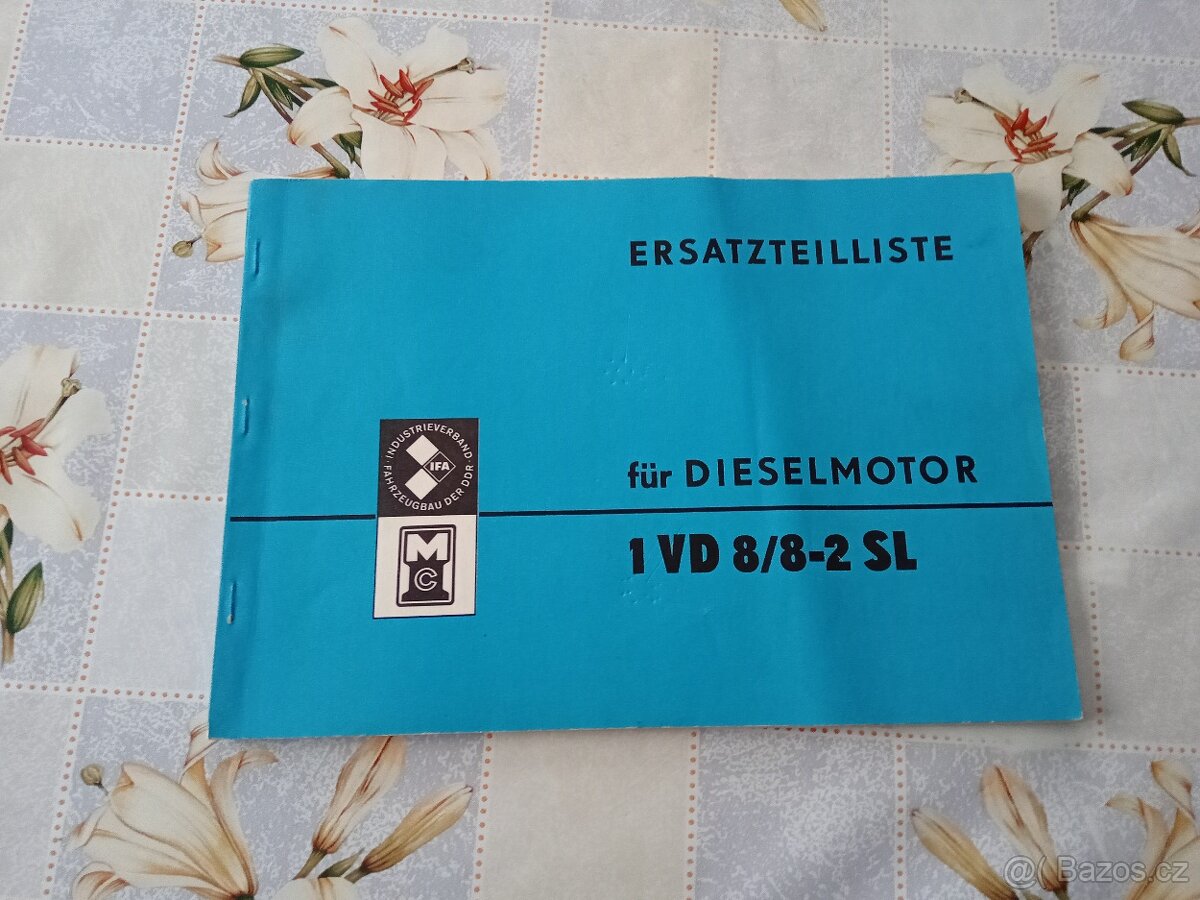 ERSATZTEILLISTE
für DIESELMOTOR
1 VD 8/8-2 SL
INDUSTRIEVERBAND
FAHRZEUGBAU DER DDR
IFA
M
C
@( Bazos.cz